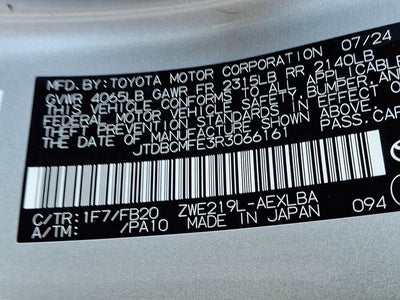 MFD.BY:TOYOTA MOTOR CORPORATION 07/24
GVWR 4065LB GAWR FR 2315LB RR 2140LB
THIS VEHICLE CONFORMS TO ALL APPLICABLE
FEDERAL MOTOR VEHICLE SAFETY, BUMPER, AND
THEFT PREVENTION STANDARDS IN EFFECT ON
THE DATE OF MANUFACTURE SHOWN ABOVE.
JTDBCMFE3R3066161 PASS.CAR
C/TR: 1F7/FB20 ZWE219L-AEXLBA
A/TM: /PA10 MADE IN JAPAN 094